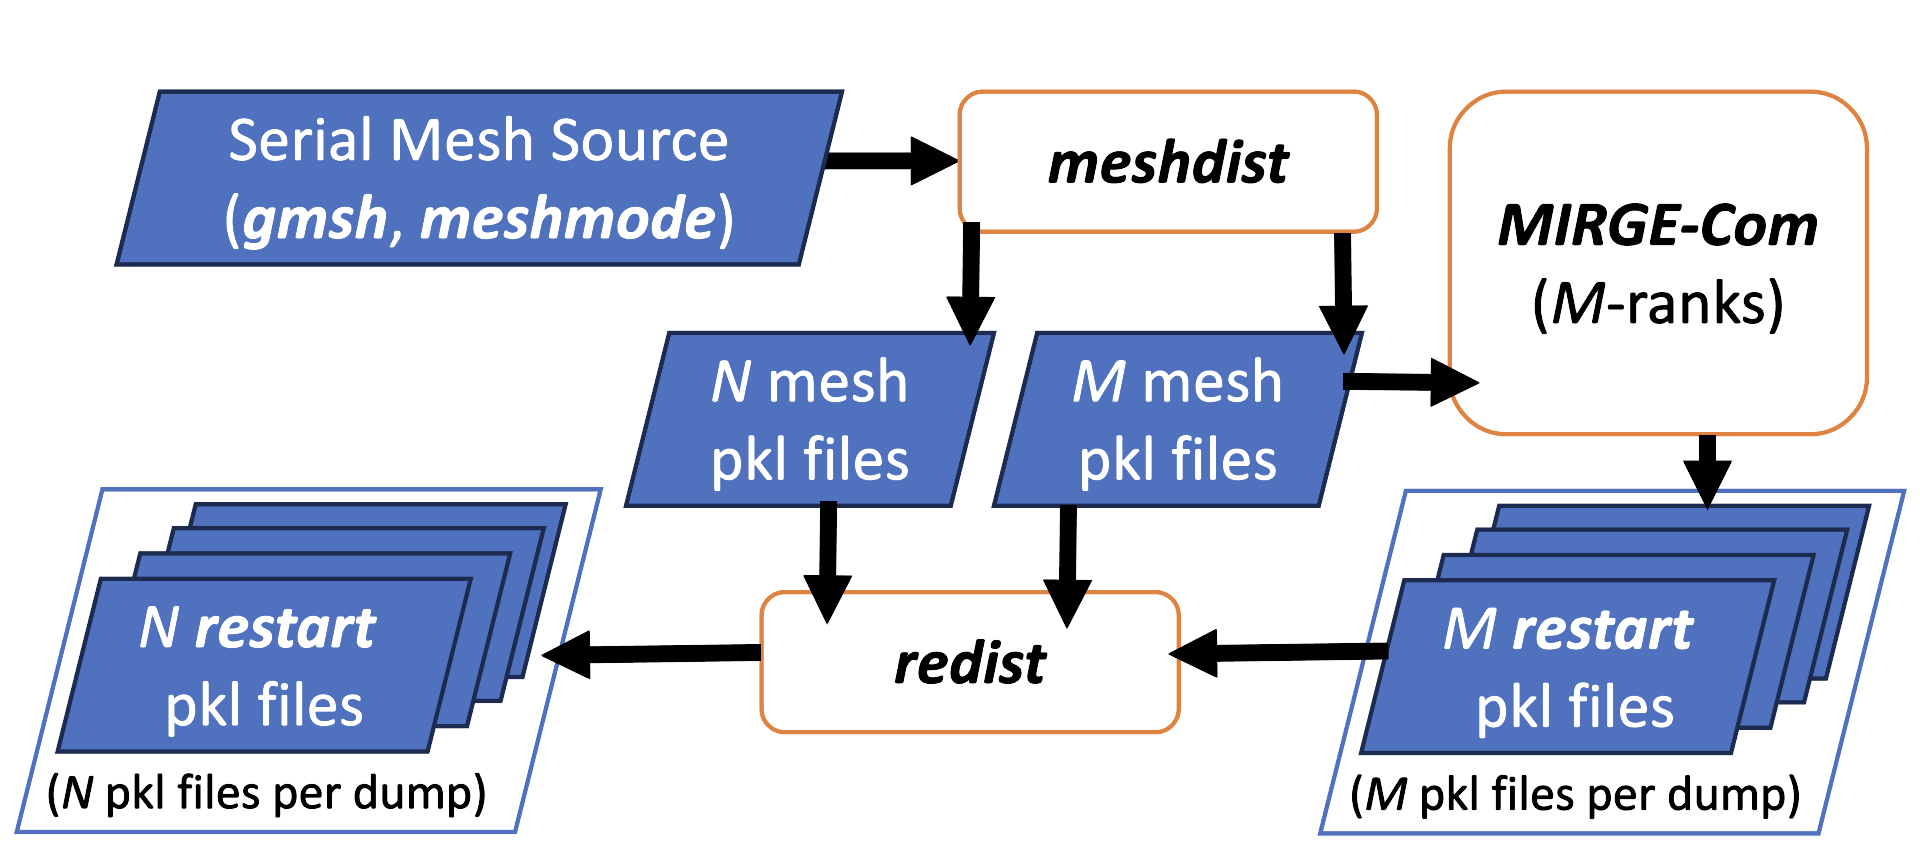 Serial Mesh Source
(gmsh, meshmode)
meshdist
MIRGE-Com
(M-ranks)
N mesh
pkl files
M mesh
pkl files
N restart
pkl files
(N pkl files per dump)
redist
M restart
pkl files
(M pkl files per dump)